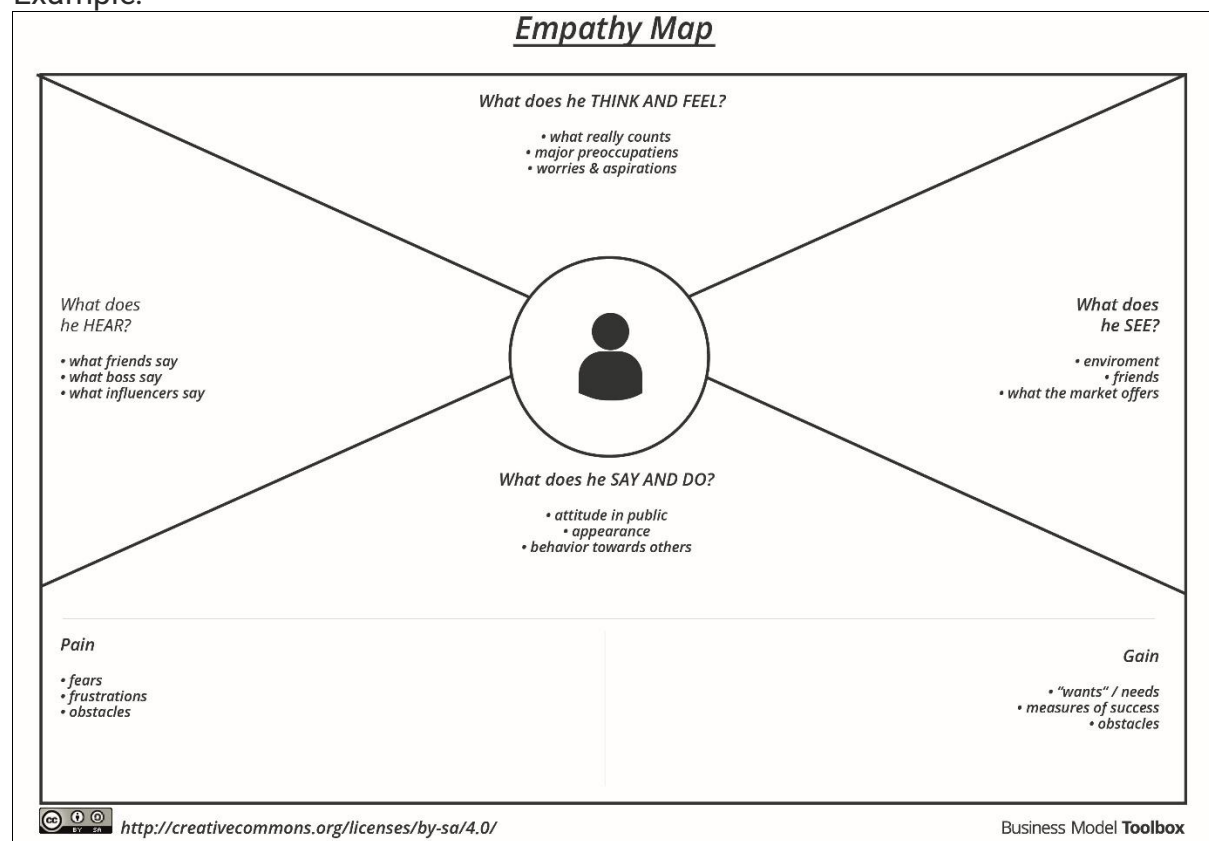 Example:
Empathy Map
What does he THINK AND FEEL?
• what really counts
• major preoccupatiens
• worries & aspirations
What does
he HEAR?
• what friends say
• what boss say
• what influencers say
What does
he SEE?
• enviroment
• friends
• what the market offers
What does he SAY AND DO?
• attitude in public
• appearance
• behavior towards others
Pain
• fears
• frustrations
• obstacles
Gain
• “wants“ / needs
• measures of success
• obstacles
cc BY SA
http://creativecommons.org/licenses/by-sa/4.0/
Business Model Toolbox